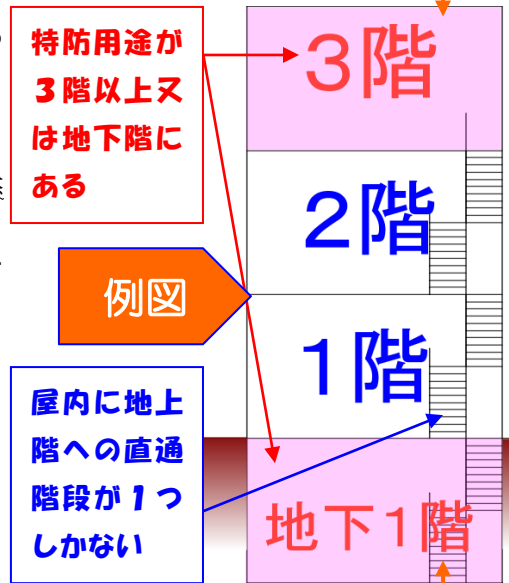 特防用途が
３階以上又
は地下階に
ある
3階
2階
例図
1階
屋内に地上
階への直通
階段が１つ
しかない
地下1階